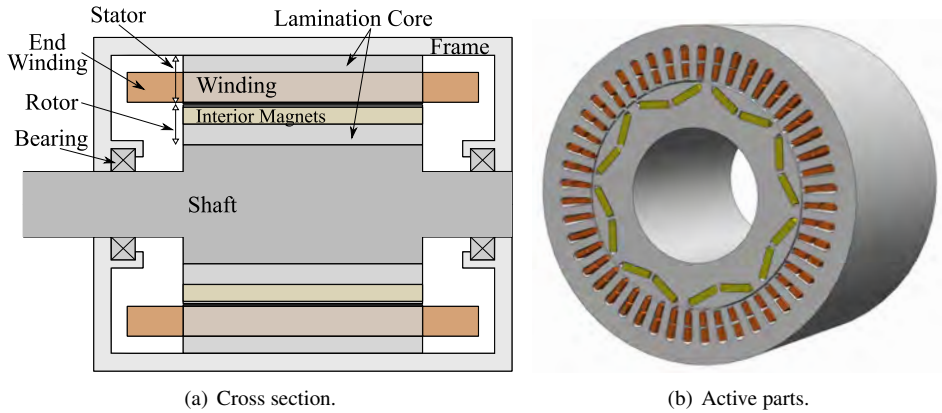 Stator
Lamination Core
End
Winding
Frame
Winding
Rotor
Interior Magnets
Bearing
Shaft
(a) Cross section.
(b) Active parts.